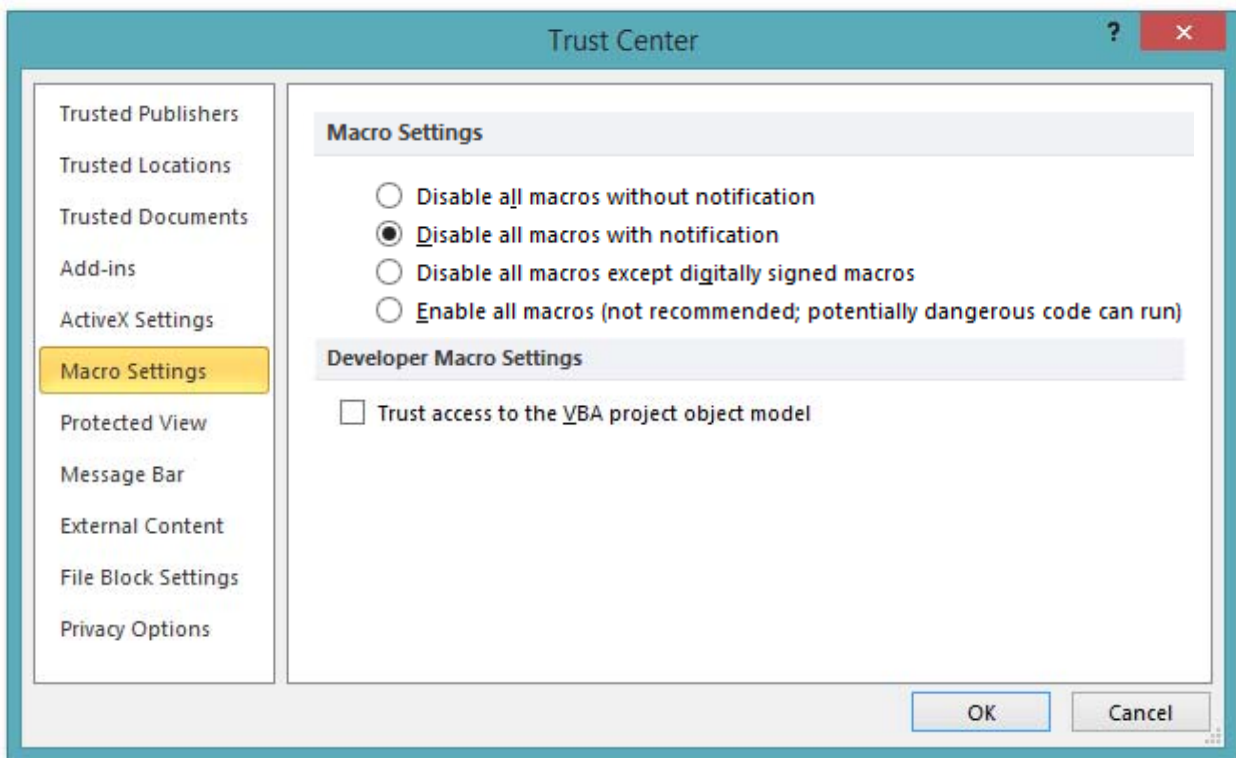 Trust Center
?
Trusted Publishers
Trusted Locations
Trusted Documents
Add-ins
ActiveX Settings
Macro Settings
Protected View
Message Bar
External Content
File Block Settings
Privacy Options
Macro Settings
Disable all macros without notification
Disable all macros with notification
Disable all macros except digitally signed macros
Enable all macros (not recommended; potentially dangerous code can run)
Developer Macro Settings
Trust access to the VBA project object model
OK
Cancel